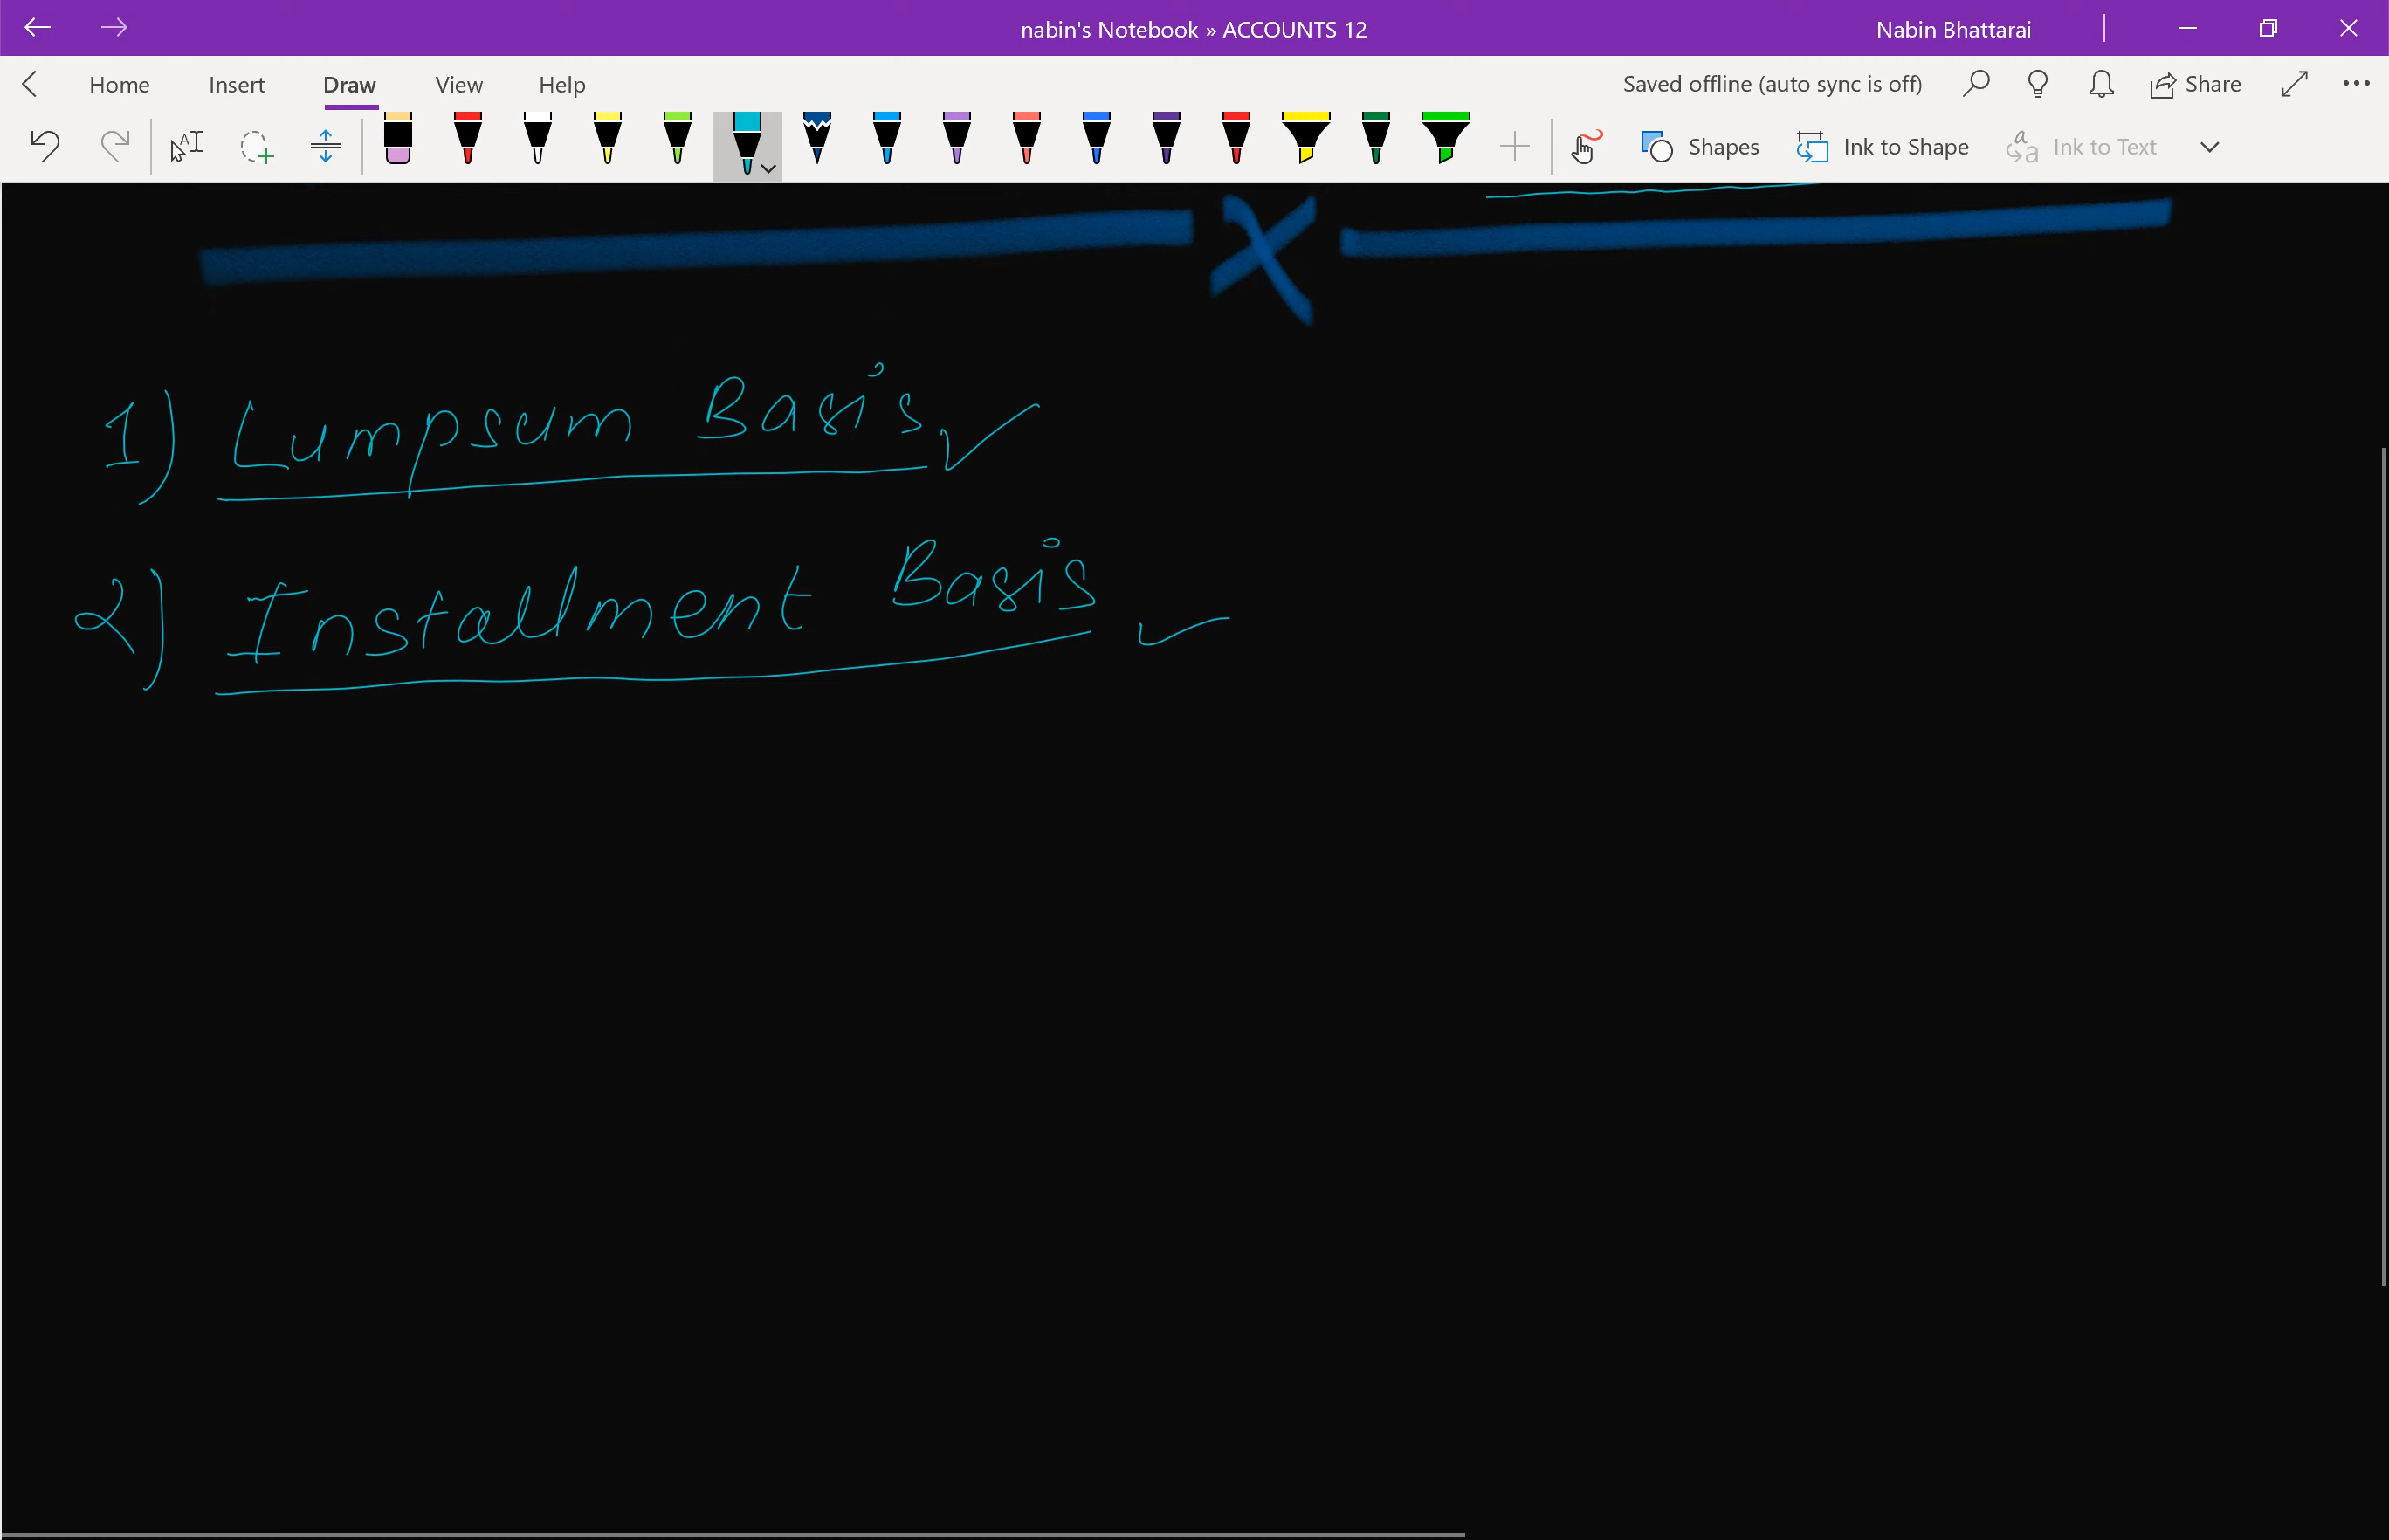 nabin's Notebook » ACCOUNTS 12
Nabin Bhattarai
Home Insert Draw View Help
Saved offline (auto sync is off)
Share
Shapes
Ink to Shape
Ink to Text
1) Lumpsum Basis
2) Installment Basis